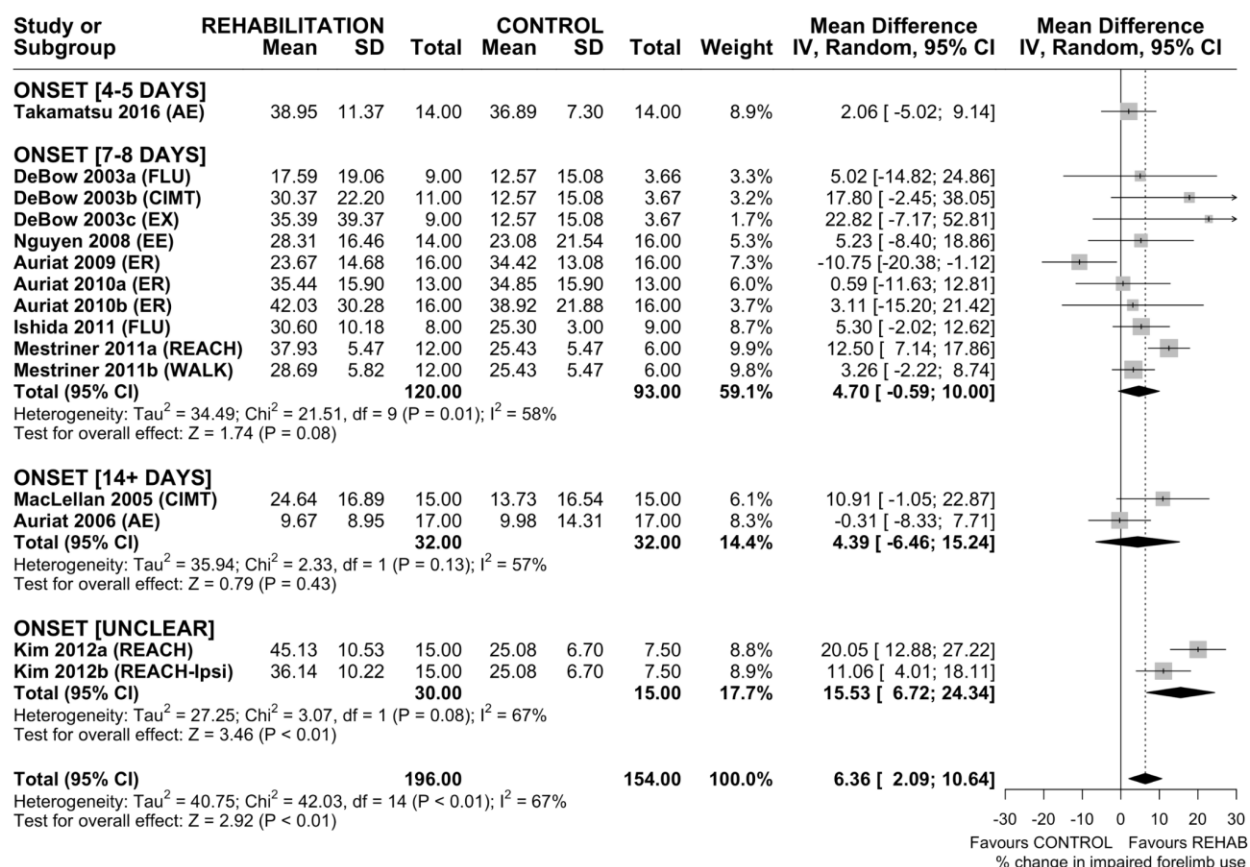 Study or REHABILITATION CONTROL Mean Difference Mean Difference
Subgroup Mean SD Total Mean SD Total Weight IV, Random, 95% CI IV, Random, 95% CI
ONSET [4-5 DAYS]
Takamatsu 2016 (AE) 38.95 11.37 14.00 36.89 7.30 14.00 8.9% 2.06 [ -5.02; 9.14]
ONSET [7-8 DAYS]
DeBow 2003a (FLU) 17.59 19.06 9.00 12.57 15.08 3.66 3.3% 5.02 [-14.82; 24.86]
DeBow 2003b (CIMT) 30.37 22.20 11.00 12.57 15.08 3.67 3.2% 17.80 [ -2.45; 38.05]
DeBow 2003c (EX) 35.39 39.37 9.00 12.57 15.08 3.67 1.7% 22.82 [ -7.17; 52.81]
Nguyen 2008 (EE) 28.31 16.46 14.00 23.08 21.54 16.00 5.3% 5.23 [ -8.40; 18.86]
Auriat 2009 (ER) 23.67 14.68 16.00 34.42 13.08 16.00 7.3% -10.75 [-20.38; -1.12]
Auriat 2010a (ER) 35.44 15.90 13.00 34.85 15.90 13.00 6.0% 0.59 [-11.63; 12.81]
Auriat 2010b (ER) 42.03 30.28 16.00 38.92 21.88 16.00 3.7% 3.11 [-15.20; 21.42]
Ishida 2011 (FLU) 30.60 10.18 8.00 25.30 3.00 9.00 8.7% 5.30 [ -2.02; 12.62]
Mestriner 2011a (REACH) 37.93 5.47 12.00 25.43 5.47 6.00 9.9% 12.50 [ 7.14; 17.86]
Mestriner 2011b (WALK) 28.69 5.82 12.00 25.43 5.47 6.00 9.8% 3.26 [ -2.22; 8.74]
Total (95% CI) 120.00 93.00 59.1% 4.70 [ -0.59; 10.00]
Heterogeneity: Tau² = 34.49; Chi² = 21.51, df = 9 (P = 0.01); I² = 58%
Test for overall effect: Z = 1.74 (P = 0.08)
ONSET [14+ DAYS]
MacLellan 2005 (CIMT) 24.64 16.89 15.00 13.73 16.54 15.00 6.1% 10.91 [ -1.05; 22.87]
Auriat 2006 (AE) 9.67 8.95 17.00 9.98 14.31 17.00 8.3% -0.31 [ -8.33; 7.71]
Total (95% CI) 32.00 32.00 14.4% 4.39 [ -6.46; 15.24]
Heterogeneity: Tau² = 35.94; Chi² = 2.33, df = 1 (P = 0.13); I² = 57%
Test for overall effect: Z = 0.79 (P = 0.43)
ONSET [UNCLEAR]
Kim 2012a (REACH) 45.13 10.53 15.00 25.08 6.70 7.50 8.8% 20.05 [ 12.88; 27.22]
Kim 2012b (REACH-Ipsi) 36.14 10.22 15.00 25.08 6.70 7.50 8.9% 11.06 [ 4.01; 18.11]
Total (95% CI) 30.00 15.00 17.7% 15.53 [ 6.72; 24.34]
Heterogeneity: Tau² = 27.25; Chi² = 3.07, df = 1 (P = 0.08); I² = 67%
Test for overall effect: Z = 3.46 (P < 0.01)
Total (95% CI) 196.00 154.00 100.0% 6.36 [ 2.09; 10.64]
Heterogeneity: Tau² = 40.75; Chi² = 42.03, df = 14 (P < 0.01); I² = 67%
Test for overall effect: Z = 2.92 (P < 0.01)
-30 -20 -10 0 10 20 30
Favours CONTROL Favours REHAB
% change in impaired forelimb use